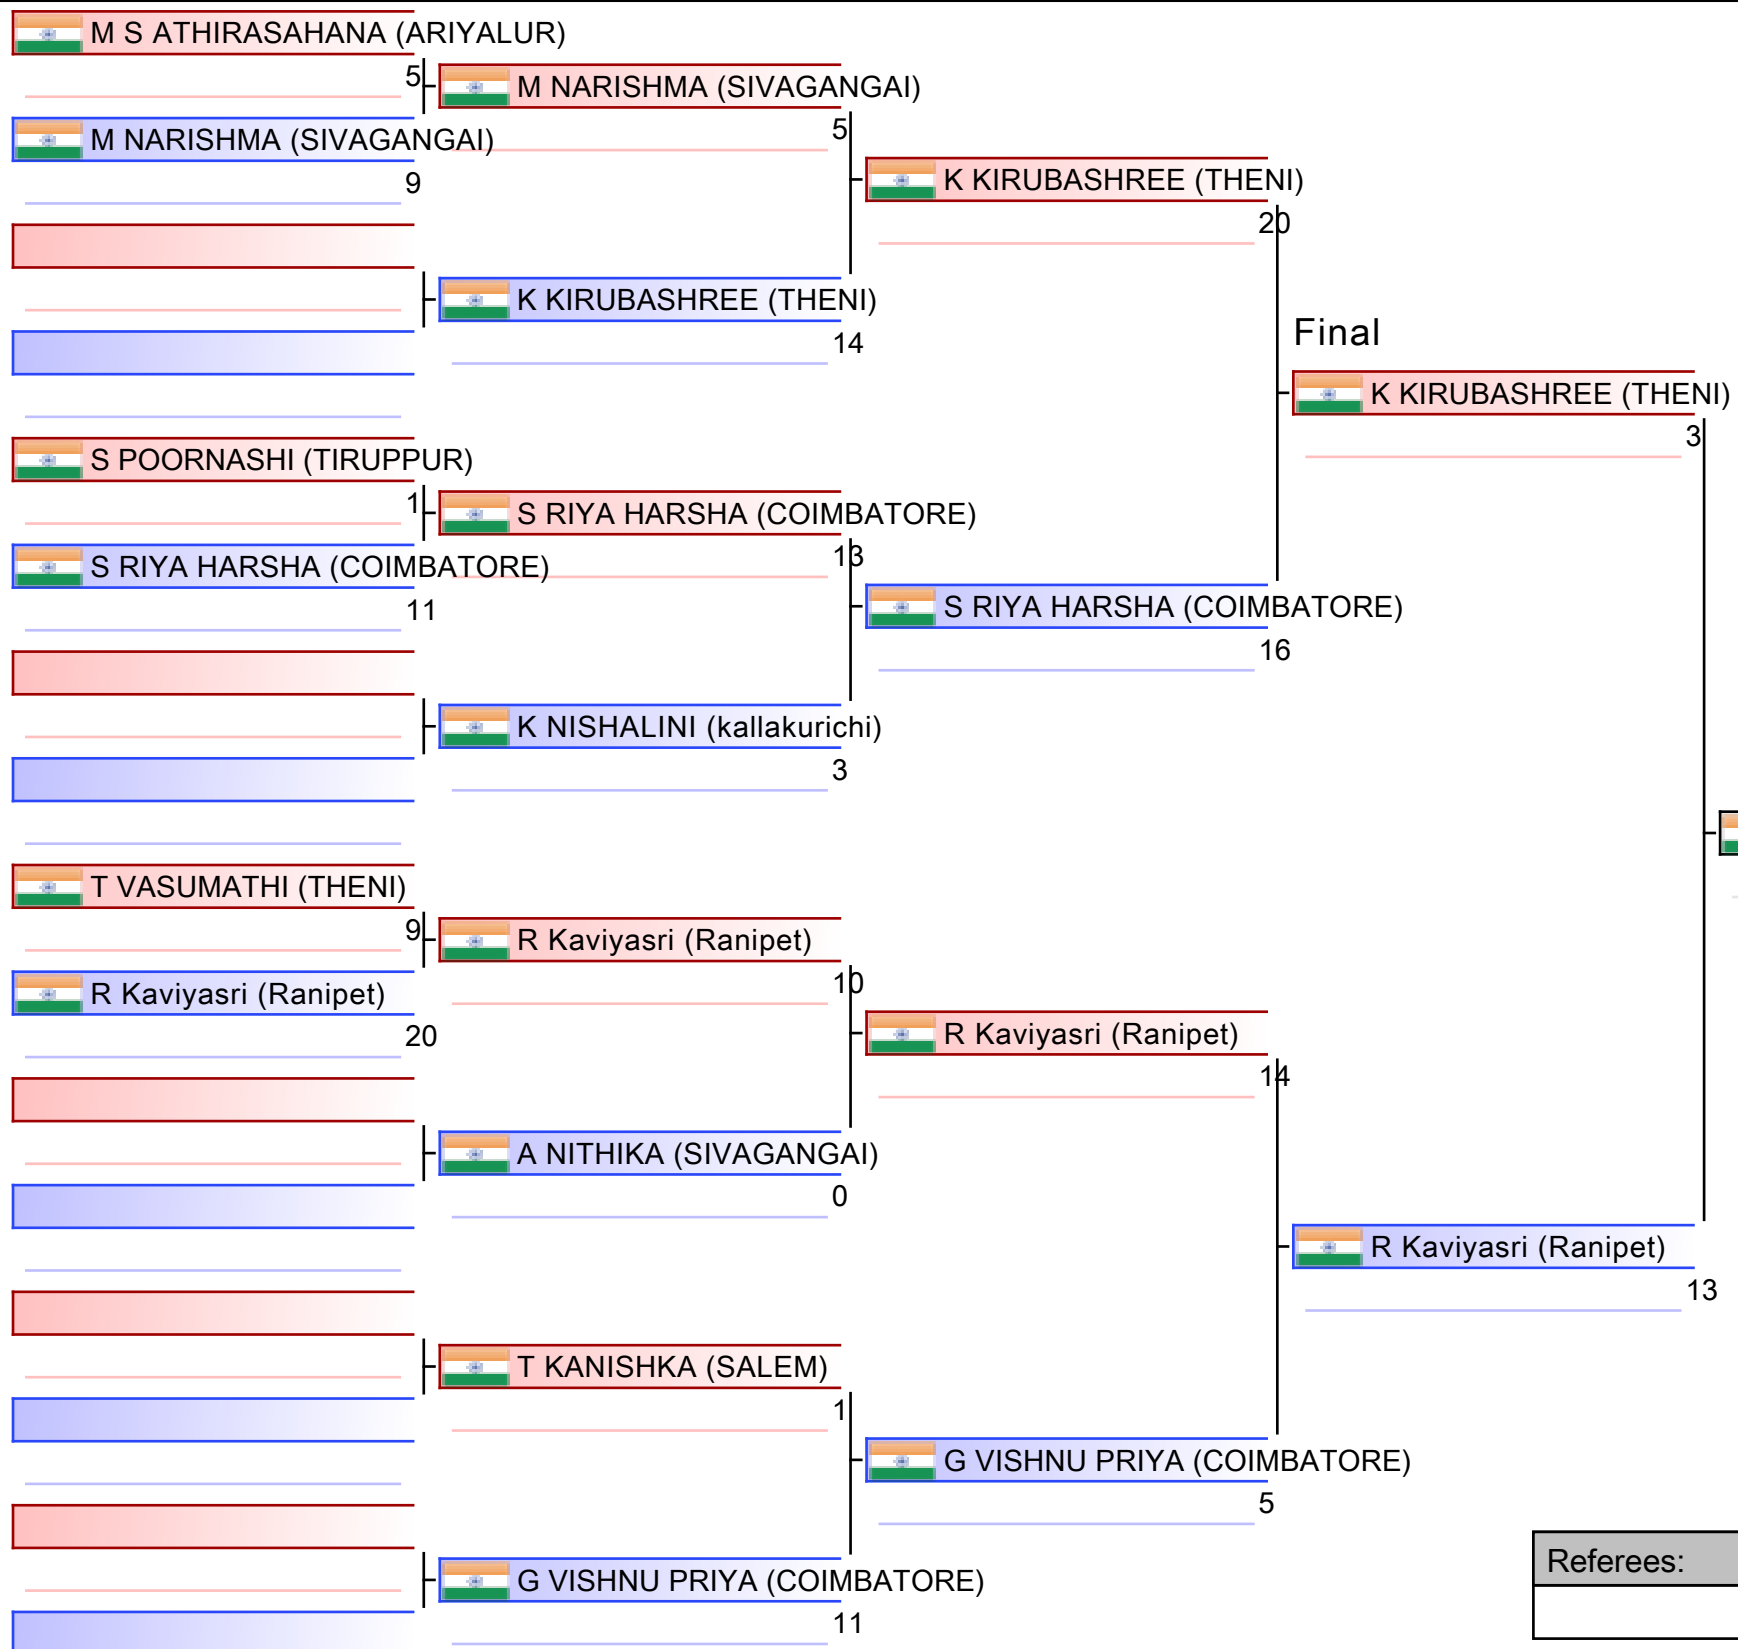 M S ATHIRASAHANA (ARIYALUR)
5
M NARISHMA (SIVAGANGAI)
9
S POORNASHI (TIRUPPUR)
1
S RIYA HARSHA (COIMBATORE)
11
T VASUMATHI (THENI)
9
R Kaviyasri (Ranipet)
20
M NARISHMA (SIVAGANGAI)
5
K KIRUBASHREE (THENI)
14
S RIYA HARSHA (COIMBATORE)
13
K NISHALINI (kallakurichi)
3
R Kaviyasri (Ranipet)
10
A NITHIKA (SIVAGANGAI)
0
T KANISHKA (SALEM)
1
G VISHNU PRIYA (COIMBATORE)
11
K KIRUBASHREE (THENI)
20
S RIYA HARSHA (COIMBATORE)
16
R Kaviyasri (Ranipet)
14
G VISHNU PRIYA (COIMBATORE)
5
Final
K KIRUBASHREE (THENI)
3
R Kaviyasri (Ranipet)
13
Referees: